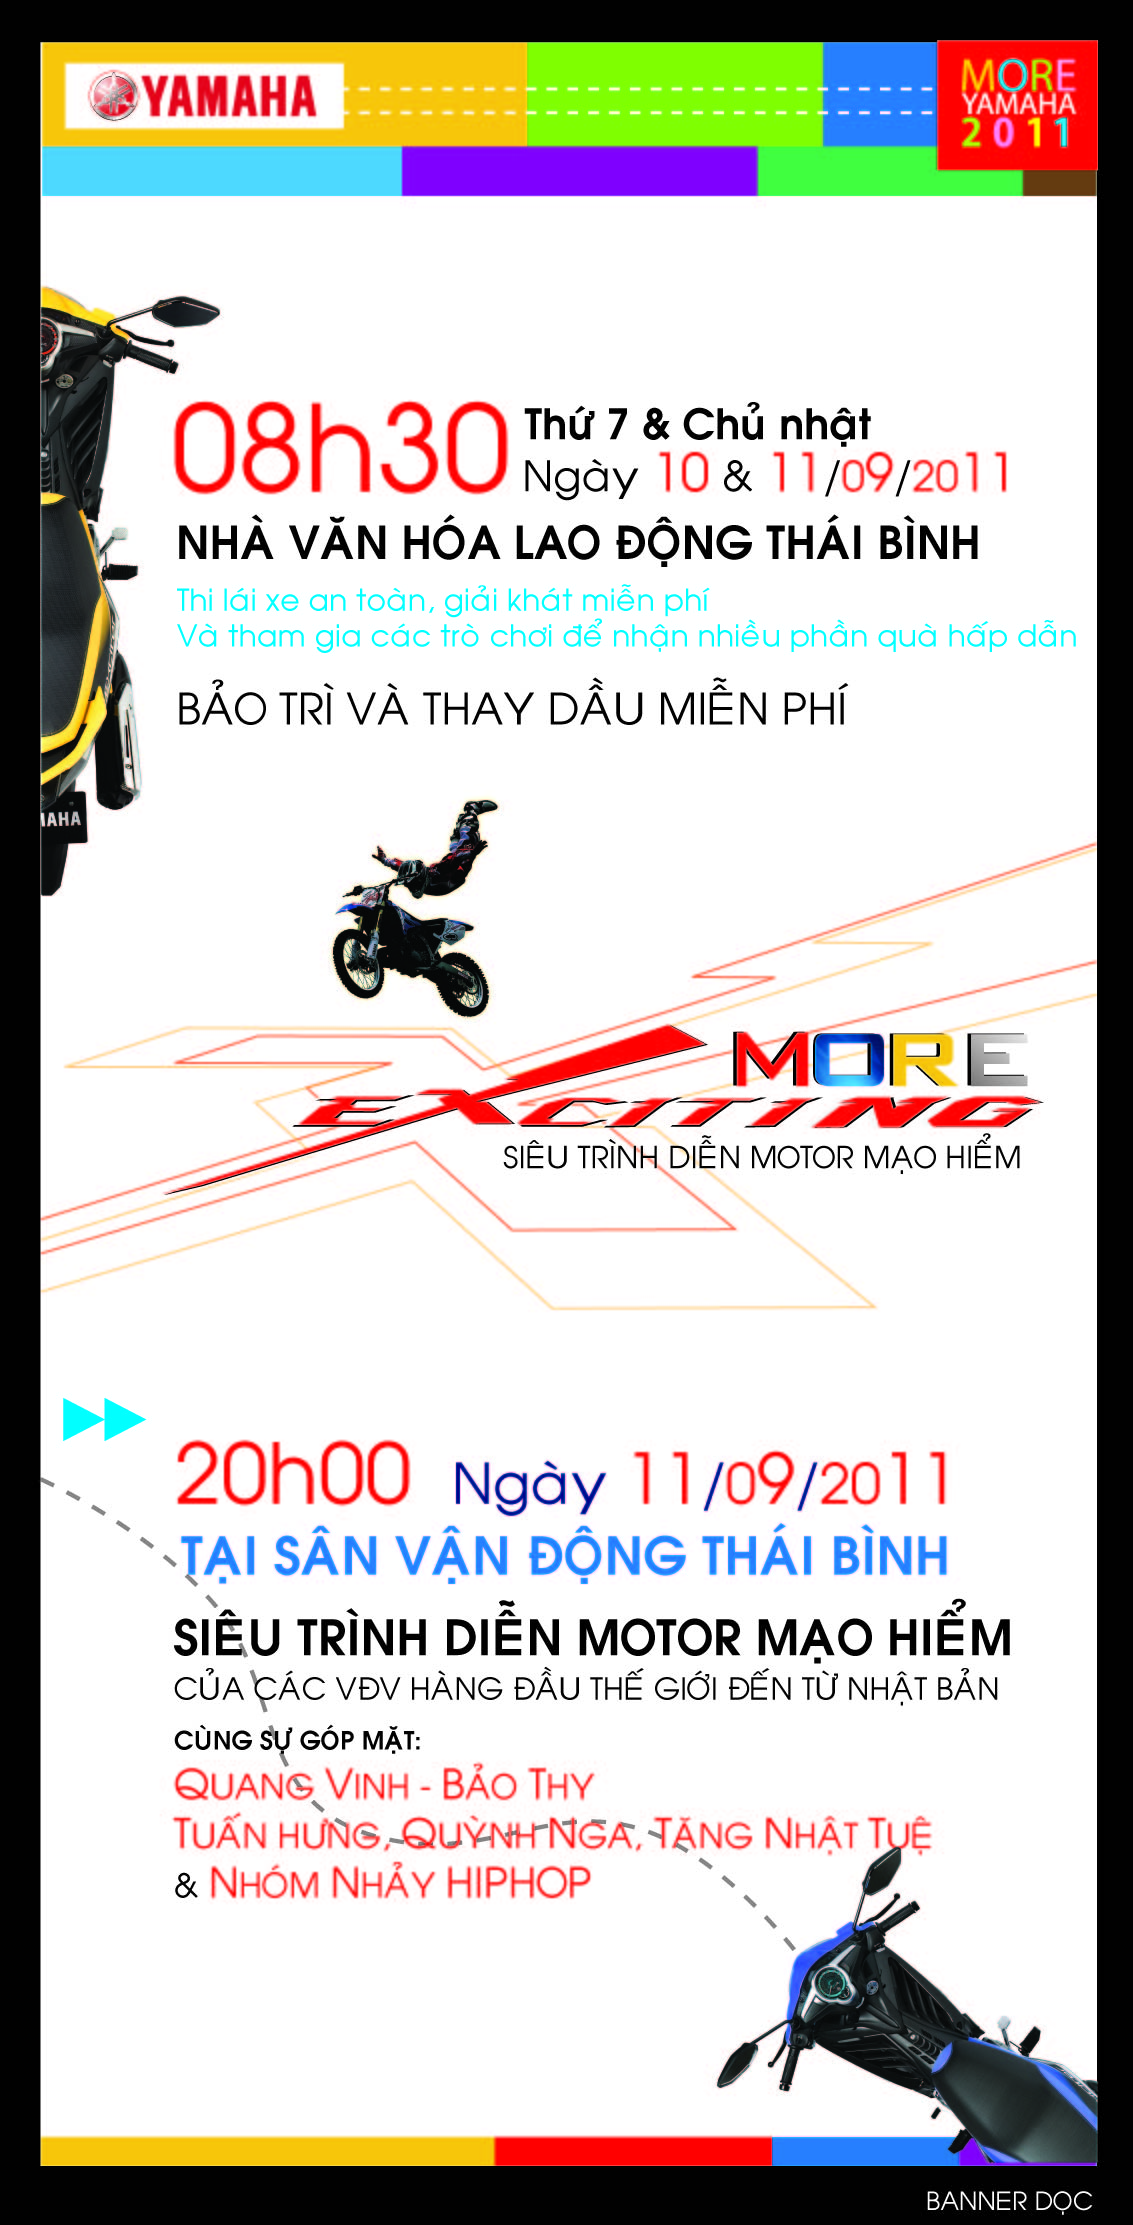 YAMAHA
MORE
YAMAHA
2011
08h30 Thứ 7 & Chủ nhật
Ngày 10 & 11/09/2011
NHÀ VĂN HÓA LAO ĐỘNG THÁI BÌNH
Thi lái xe an toàn, giải khát miễn phí
Và tham gia các trò chơi để nhận nhiều phần quà hấp dẫn
BẢO TRÌ VÀ THAY DẦU MIỄN PHÍ
MAHA
MORE
EXCITING
SIÊU TRÌNH DIỄN MOTOR MẠO HIỂM
20h00 Ngày 11/09/2011
TẠI SÂN VẬN ĐỘNG THÁI BÌNH
SIÊU TRÌNH DIỄN MOTOR MẠO HIỂM
CỦA CÁC VĐV HÀNG ĐẦU THẾ GIỚI ĐẾN TỪ NHẬT BẢN
CÙNG SỰ GÓP MẶT:
QUANG VINH - BẢO THY
TUẤN HƯNG, QUỲNH NGA, TĂNG NHẬT TUỆ
& NHÓM NHẢY HIPHOP
BANNER DỌC